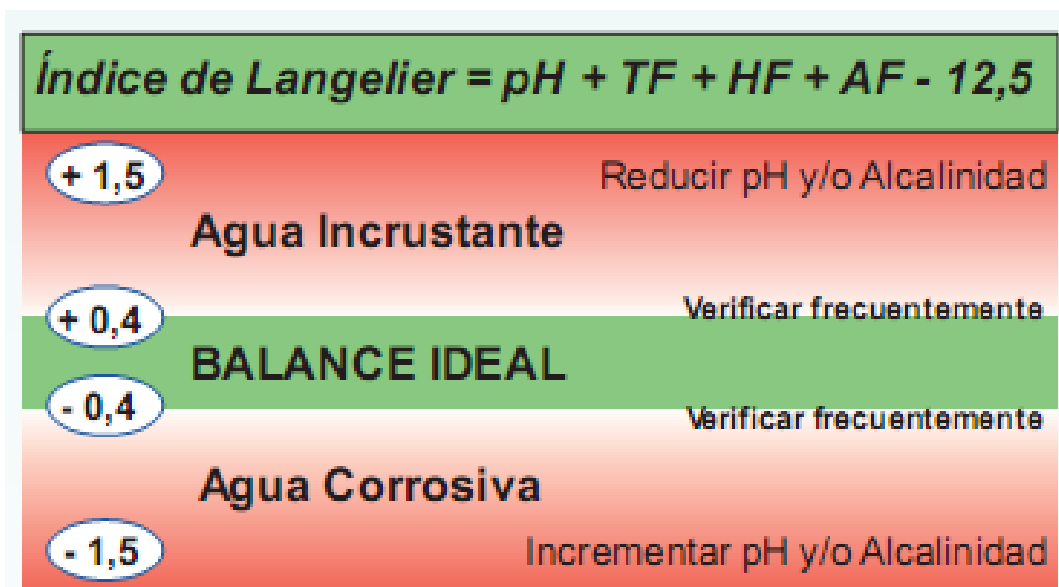 Índice de Langelier = pH + TF + HF + AF - 12,5
+ 1,5
Reducir pH y/o Alcalinidad
Agua Incrustante
+ 0,4
Verificar frecuentemente
BALANCE IDEAL
- 0,4
Verificar frecuentemente
Agua Corrosiva
- 1,5
Incrementar pH y/o Alcalinidad